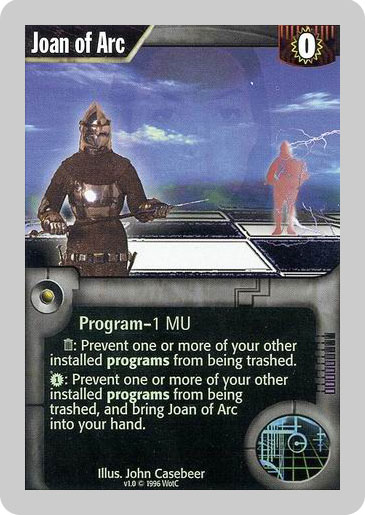 Joan of Arc
0
Program–1 MU
: Prevent one or more of your other
installed programs from being trashed.
1: Prevent one or more of your other
installed programs from being
trashed, and bring Joan of Arc
into your hand.
Illus. John Casebeer
v1.0 © 1996 WotC